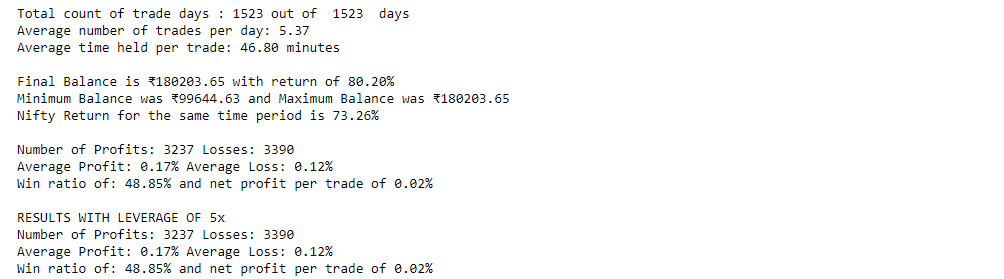 Total count of trade days : 1523 out of  1523  days
Average number of trades per day: 5.37
Average time held per trade: 46.80 minutes
Final Balance is ₹180203.65 with return of 80.20%
Minimum Balance was ₹99644.63 and Maximum Balance was ₹180203.65
Nifty Return for the same time period is 73.26%
Number of Profits: 3237 Losses: 3390
Average Profit: 0.17% Average Loss: 0.12%
Win ratio of: 48.85% and net profit per trade of 0.02%
RESULTS WITH LEVERAGE OF 5x
Number of Profits: 3237 Losses: 3390
Average Profit: 0.17% Average Loss: 0.12%
Win ratio of: 48.85% and net profit per trade of 0.02%